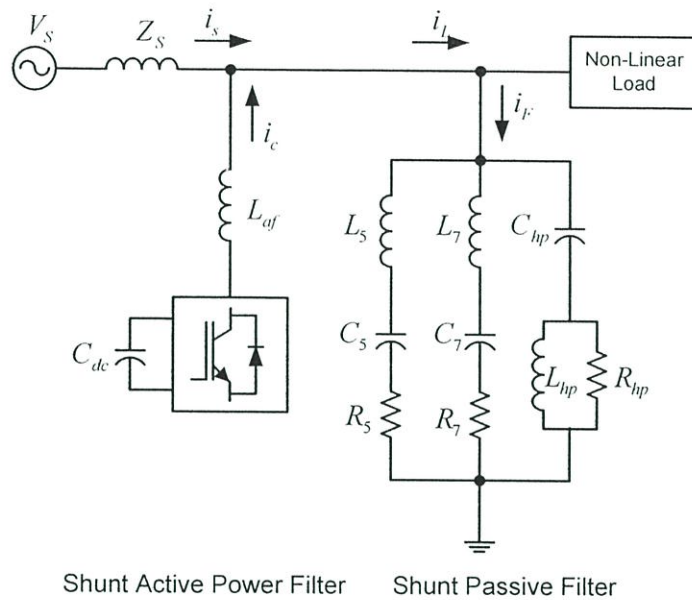 V_S
Z_S
i_s
i_l
Non-Linear
Load
i_c
i_F
L_af
L_5
L_7
C_hp
C_dc
C_5
C_7
L_hp
R_hp
R_5
R_7
Shunt Active Power Filter
Shunt Passive Filter